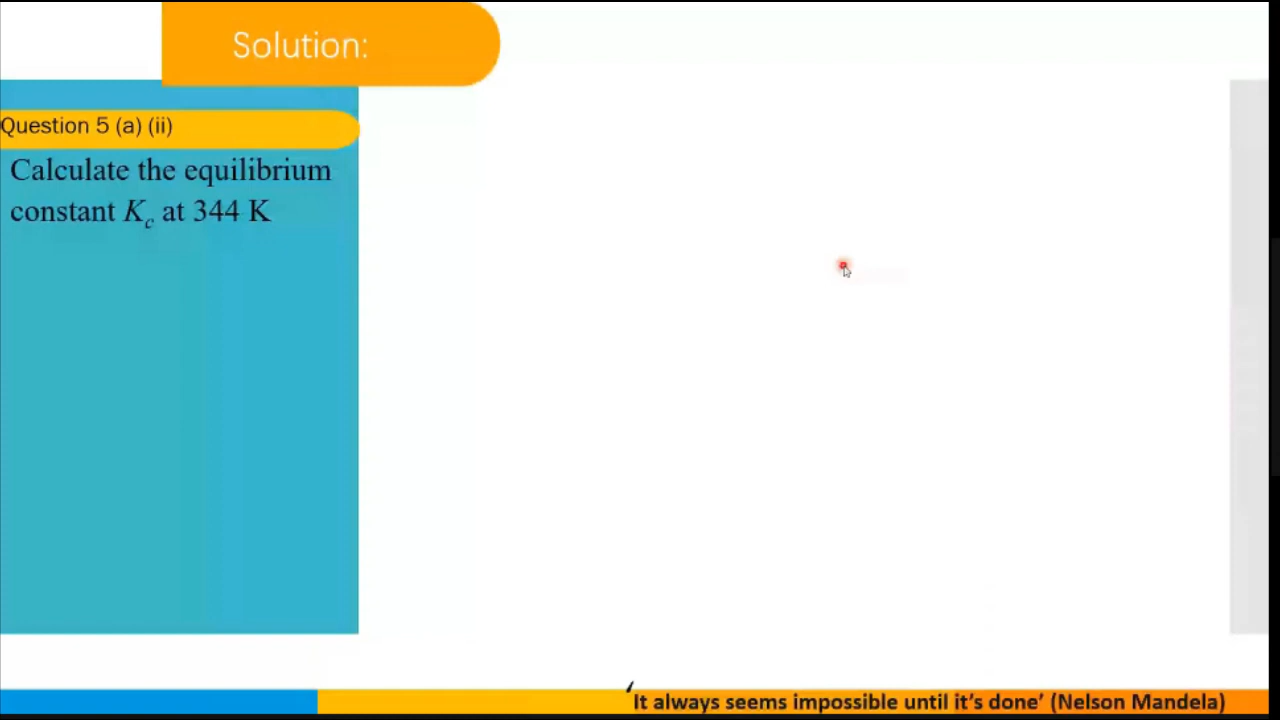 Solution:
Question 5 (a) (ii)
Calculate the equilibrium
constant Kc at 344 K
‘It always seems impossible until it’s done’ (Nelson Mandela)